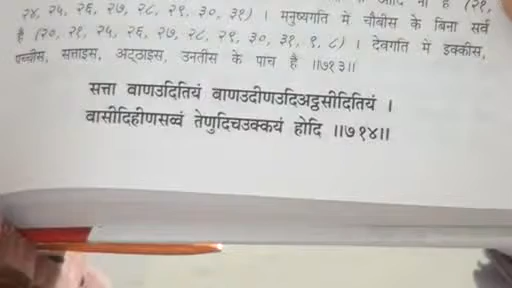 २४, २५, २६, २७, २८, २९, ३०, ३१) । मनुष्यगति में चौबीस के बिना सर्व
है (२०, २१, २५, २६, २७, २८, २९, ३०, ३१, ९, ८) । देवगति में इक्कीस,
पच्चीस, सत्ताइस, अट्ठाइस, उनतीस के पांच है ॥७१३॥
सत्ता बाणउदितियं बाणउदीणउदिअट्ठसीदितियं ।
बासीदिहीणसव्वं तेणुदिचउक्कयं होदि ॥७१४॥